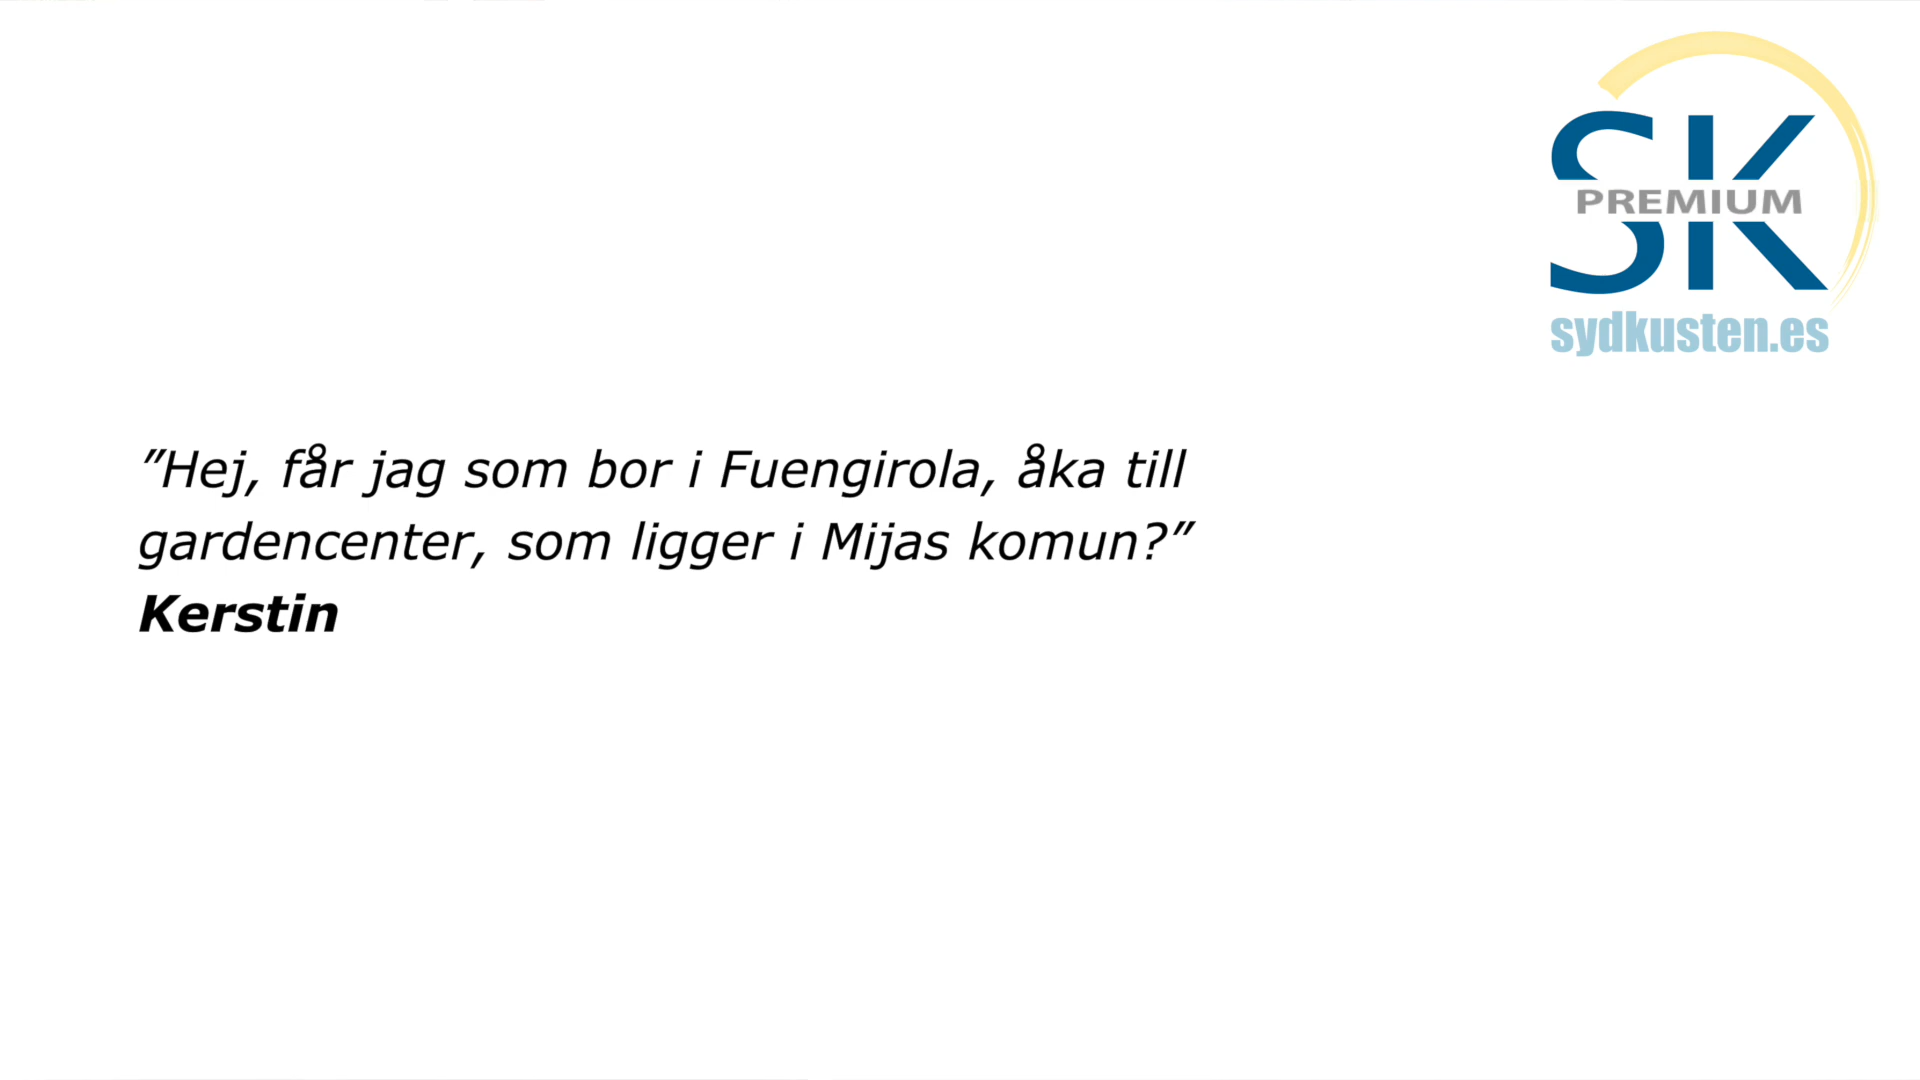 SK
PREMIUM
sydkusten.es
”Hej, får jag som bor i Fuengirola, åka till
gardencenter, som ligger i Mijas komun?”
Kerstin